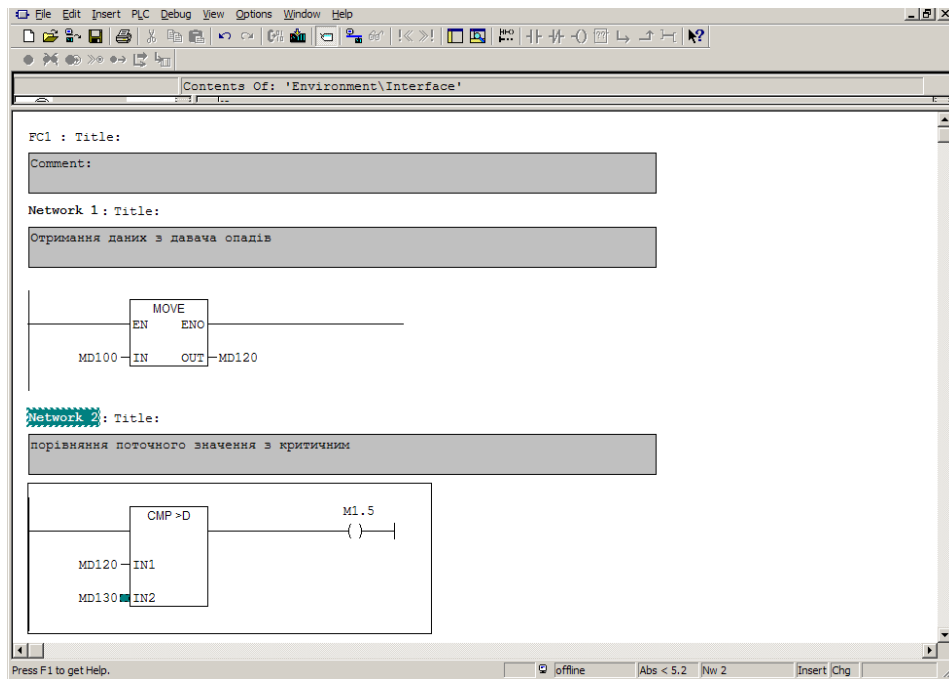 File Edit Insert PLC Debug View Options Window Help
Contents Of: 'Environment\Interface'
FC1 : Title:
Comment:
Network 1 : Title:
Отримання даних з давача опадів
MOVE
EN ENO
MD100 IN OUT MD120
Network 2 : Title:
порівняння поточного значення з критичним
CMP >D
M1.5
( )
MD120 IN1
MD130 IN2
Press F1 to get Help.
offline Abs < 5.2 Nw 2 Insert Chg